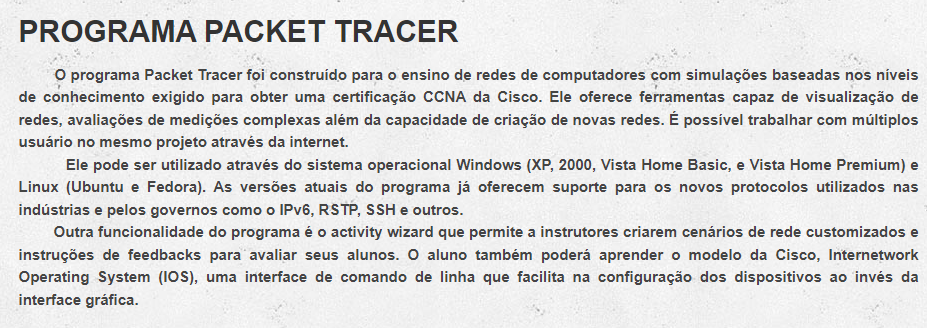 PROGRAMA PACKET TRACER
O programa Packet Tracer foi construído para o ensino de redes de computadores com simulações baseadas nos níveis
de conhecimento exigido para obter uma certificação CCNA da Cisco. Ele oferece ferramentas capaz de visualização de
redes, avaliações de medições complexas além da capacidade de criação de novas redes. É possível trabalhar com múltiplos
usuário no mesmo projeto através da internet.
Ele pode ser utilizado através do sistema operacional Windows (XP, 2000, Vista Home Basic, e Vista Home Premium) e
Linux (Ubuntu e Fedora). As versões atuais do programa já oferecem suporte para os novos protocolos utilizados nas
indústrias e pelos governos como o IPv6, RSTP, SSH e outros.
Outra funcionalidade do programa é o activity wizard que permite a instrutores criarem cenários de rede customizados e
instruções de feedbacks para avaliar seus alunos. O aluno também poderá aprender o modelo da Cisco, Internetwork
Operating System (IOS), uma interface de comando de linha que facilita na configuração dos dispositivos ao invés da
interface gráfica.